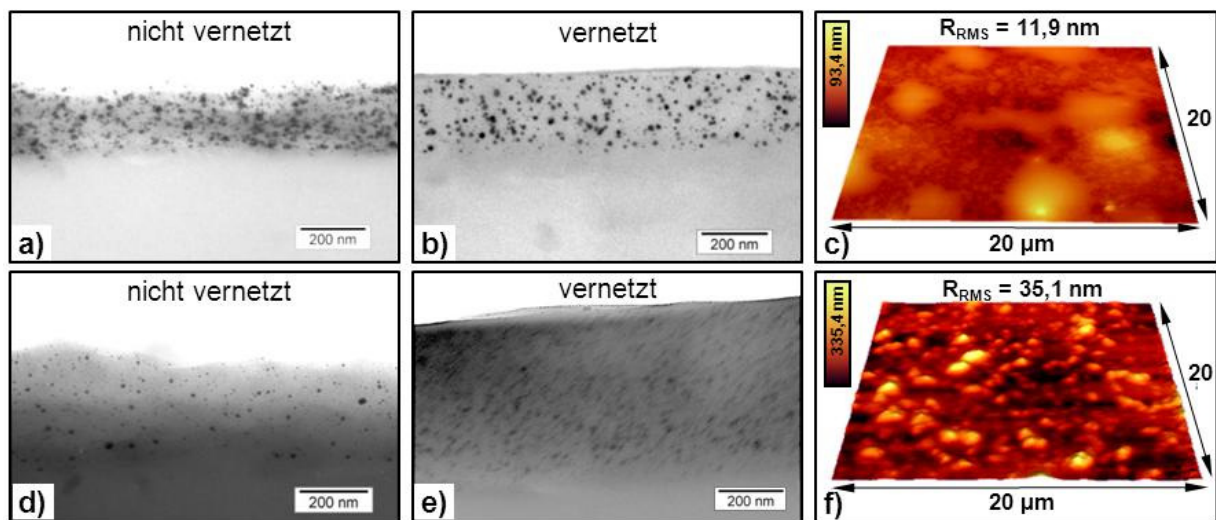 nicht vernetzt
a)
200 nm
vernetzt
b)
200 nm
R_RMS = 11,9 nm
93,4 nm
20
20 µm
c)
nicht vernetzt
d)
200 nm
vernetzt
e)
200 nm
R_RMS = 35,1 nm
335,4 nm
20
20 µm
f)